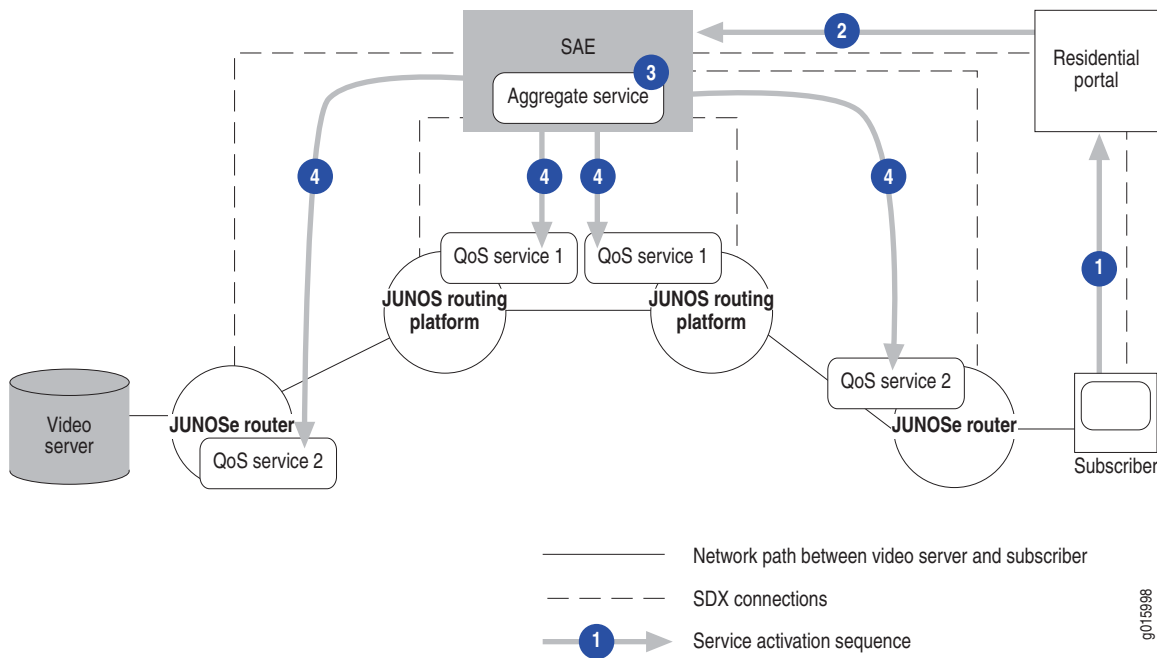 2
SAE
3
Aggregate service
Residential
portal
4
4
4
4
1
QoS service 1
QoS service 1
JUNOS routing
platform
JUNOS routing
platform
QoS service 2
Video
server
JUNOSe router
QoS service 2
JUNOSe router
Subscriber
Network path between video server and subscriber
SDX connections
1
Service activation sequence
g015998